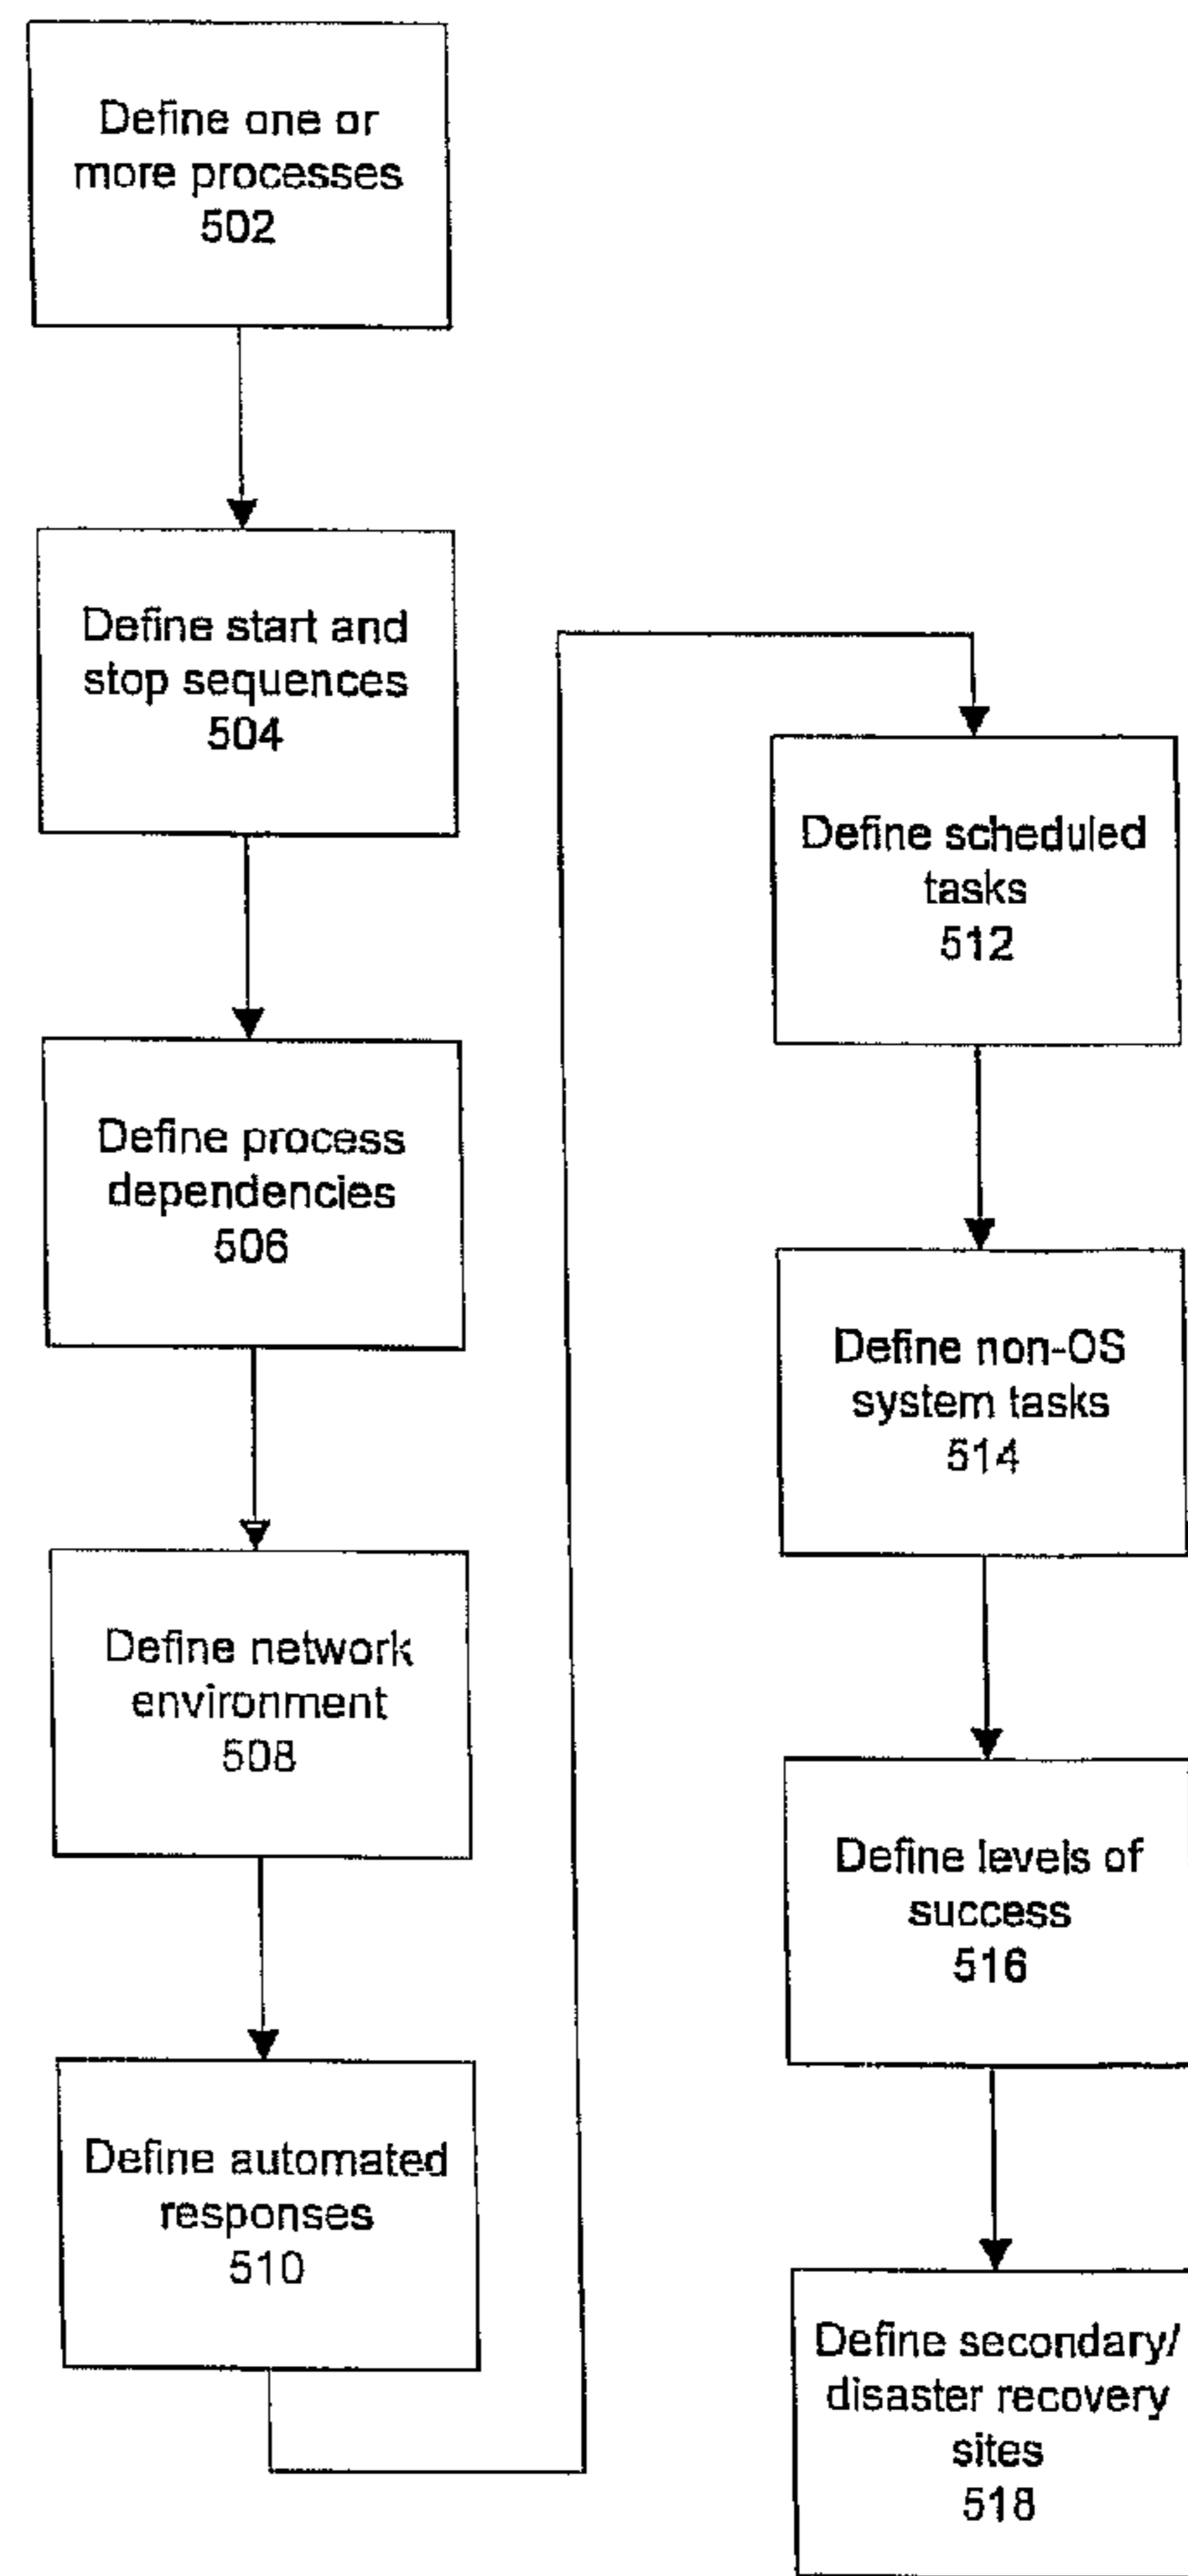 Define one or
more processes
502
Define start and
stop sequences
504
Define process
dependencies
506
Define network
environment
508
Define automated
responses
510
Define scheduled
tasks
512
Define non-OS
system tasks
514
Define levels of
success
516
Define secondary/
disaster recovery
sites
518